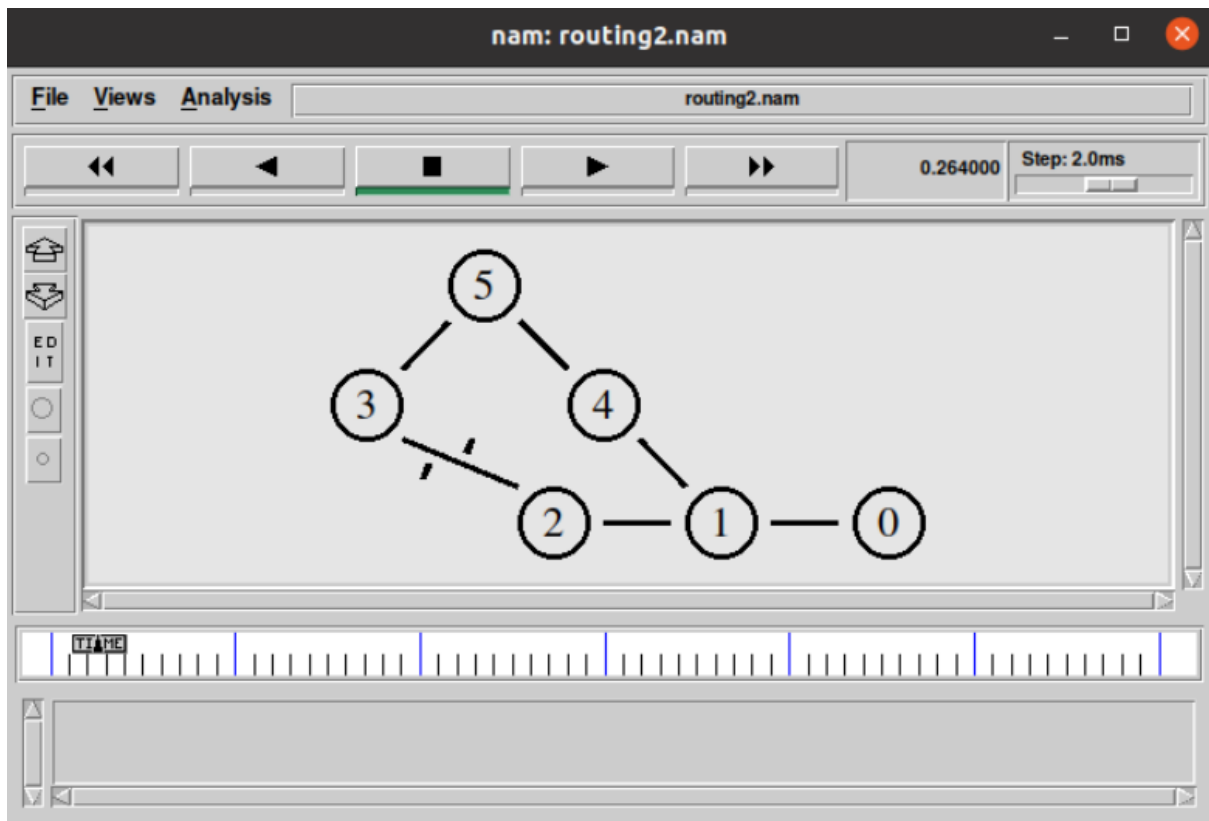 nam: routing2.nam
File Views Analysis routing2.nam
0.264000 Step: 2.0ms
ED
IT
5
3 4
2 1 0
TIME